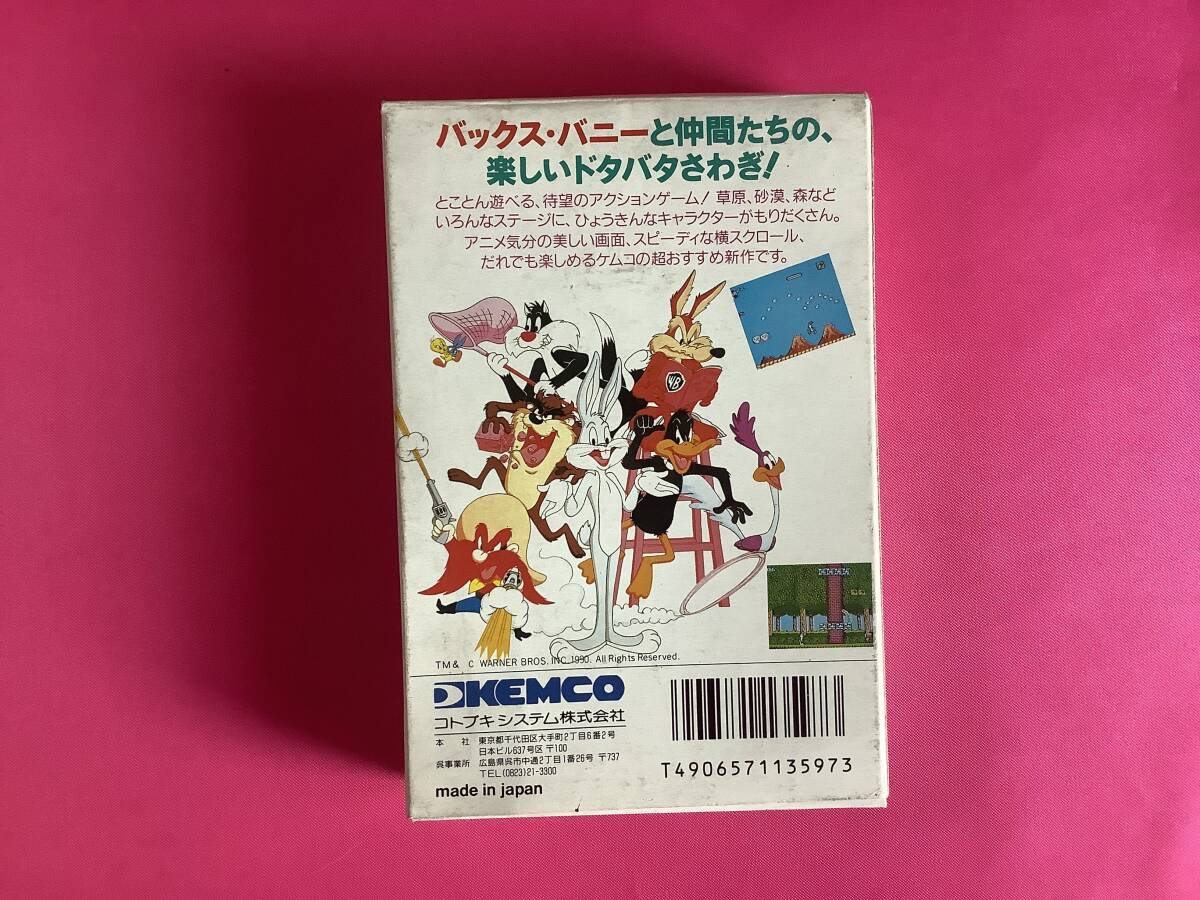 バックス・バニーと仲間たちの、
楽しいドタバタさわぎ!
とことん遊べる、待望のアクションゲーム! 草原、砂漠、森など
いろんなステージに、ひょうきんなキャラクターがもりだくさん。
アニメ気分の美しい画面、スピーディな横スクロール、
だれでも楽しめるケムコの超おすすめ新作です。
WB
TM& C WARNER BROS. INC. 1990. All Rights Reserved.
KEMCO
コトブキシステム株式会社
本 社 東京都千代田区大手町2丁目6番2号
日本ビル637号区 〒100
呉事業所 広島県呉市中通2丁目1番26号 〒737
TEL(0823)21-3300
made in japan
T4906571135973